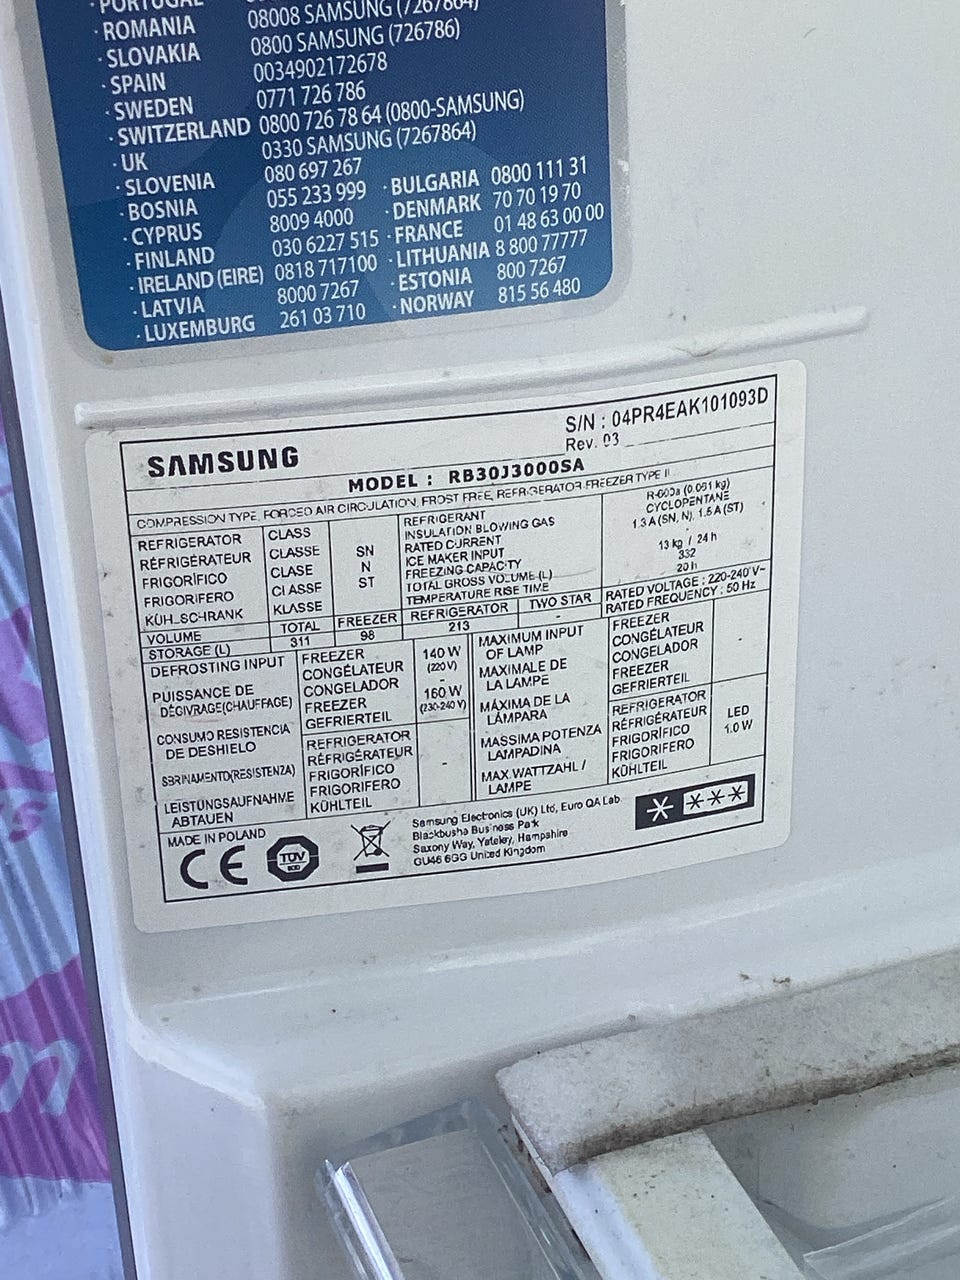 · PORTUGAL
· ROMANIA 08008 SAMSUNG (7267864)
· SLOVAKIA 0800 SAMSUNG (726786)
· SPAIN 0034902172678
· SWEDEN 0771 726 786
· SWITZERLAND 0800 726 78 64 (0800-SAMSUNG)
· UK 0330 SAMSUNG (7267864)
· SLOVENIA 080 697 267
· BOSNIA 055 233 999 · BULGARIA 0800 111 31
· CYPRUS 8009 4000 · DENMARK 70 70 19 70
· FINLAND 030 6227 515 · FRANCE 01 48 63 00 00
· IRELAND (EIRE) 0818 717100 · LITHUANIA 8 800 77777
· LATVIA 8000 7267 · ESTONIA 800 7267
· LUXEMBURG 261 03 710 · NORWAY 815 56 480
SAMSUNG
S/N : 04PR4EAK101093D
Rev. 03
MODEL : RB30J3000SA
COMPRESSION TYPE, FORCED AIR CIRCULATION, FROST FREE, REFRIGERATOR-FREEZER TYPE II
REFRIGERATOR
RÉFRIGÉRATEUR
FRIGORÍFICO
FRIGORIFERO
KÜHLSCHRANK
CLASS
CLASSE
CLASE
CLASSE
KLASSE
SN
N
ST
REFRIGERANT R-600a (0.051 kg)
INSULATION BLOWING GAS CYCLOPENTANE
RATED CURRENT 1.3 A (SN, N), 1.5 A (ST)
ICE MAKER INPUT
FREEZING CAPACITY 13 kg / 24 h
TOTAL GROSS VOLUME (L) 332
TEMPERATURE RISE TIME 20 h
VOLUME TOTAL FREEZER REFRIGERATOR TWO STAR
STORAGE (L) 311 98 213 -
RATED VOLTAGE : 220-240 V~
RATED FREQUENCY : 50 Hz
DEFROSTING INPUT
PUISSANCE DE
DÉGIVRAGE(CHAUFFAGE)
CONSUMO RESISTENCIA
DE DESHIELO
SBRINAMENTO(RESISTENZA)
LEISTUNGSAUFNAHME
ABTAUEN
FREEZER
CONGÉLATEUR
CONGELADOR
FREEZER
GEFRIERTEIL
140 W
(220 V)
-
160 W
(230-240 V)
REFRIGERATOR
RÉFRIGÉRATEUR
FRIGORÍFICO
FRIGORIFERO
KÜHLTEIL
-
MAXIMUM INPUT
OF LAMP
MAXIMALE DE
LA LAMPE
MÁXIMA DE LA
LÁMPARA
MASSIMA POTENZA
LAMPADINA
MAX.WATTZAHL /
LAMPE
FREEZER
CONGÉLATEUR
CONGELADOR
FREEZER
GEFRIERTEIL
-
REFRIGERATOR
RÉFRIGÉRATEUR
FRIGORÍFICO
FRIGORIFERO
KÜHLTEIL
LED
1.0 W
MADE IN POLAND
CE
TÜV
Samsung Electronics (UK) Ltd, Euro QA Lab
Blackbushe Business Park
Saxony Way, Yateley, Hampshire
GU46 6GG United Kingdom